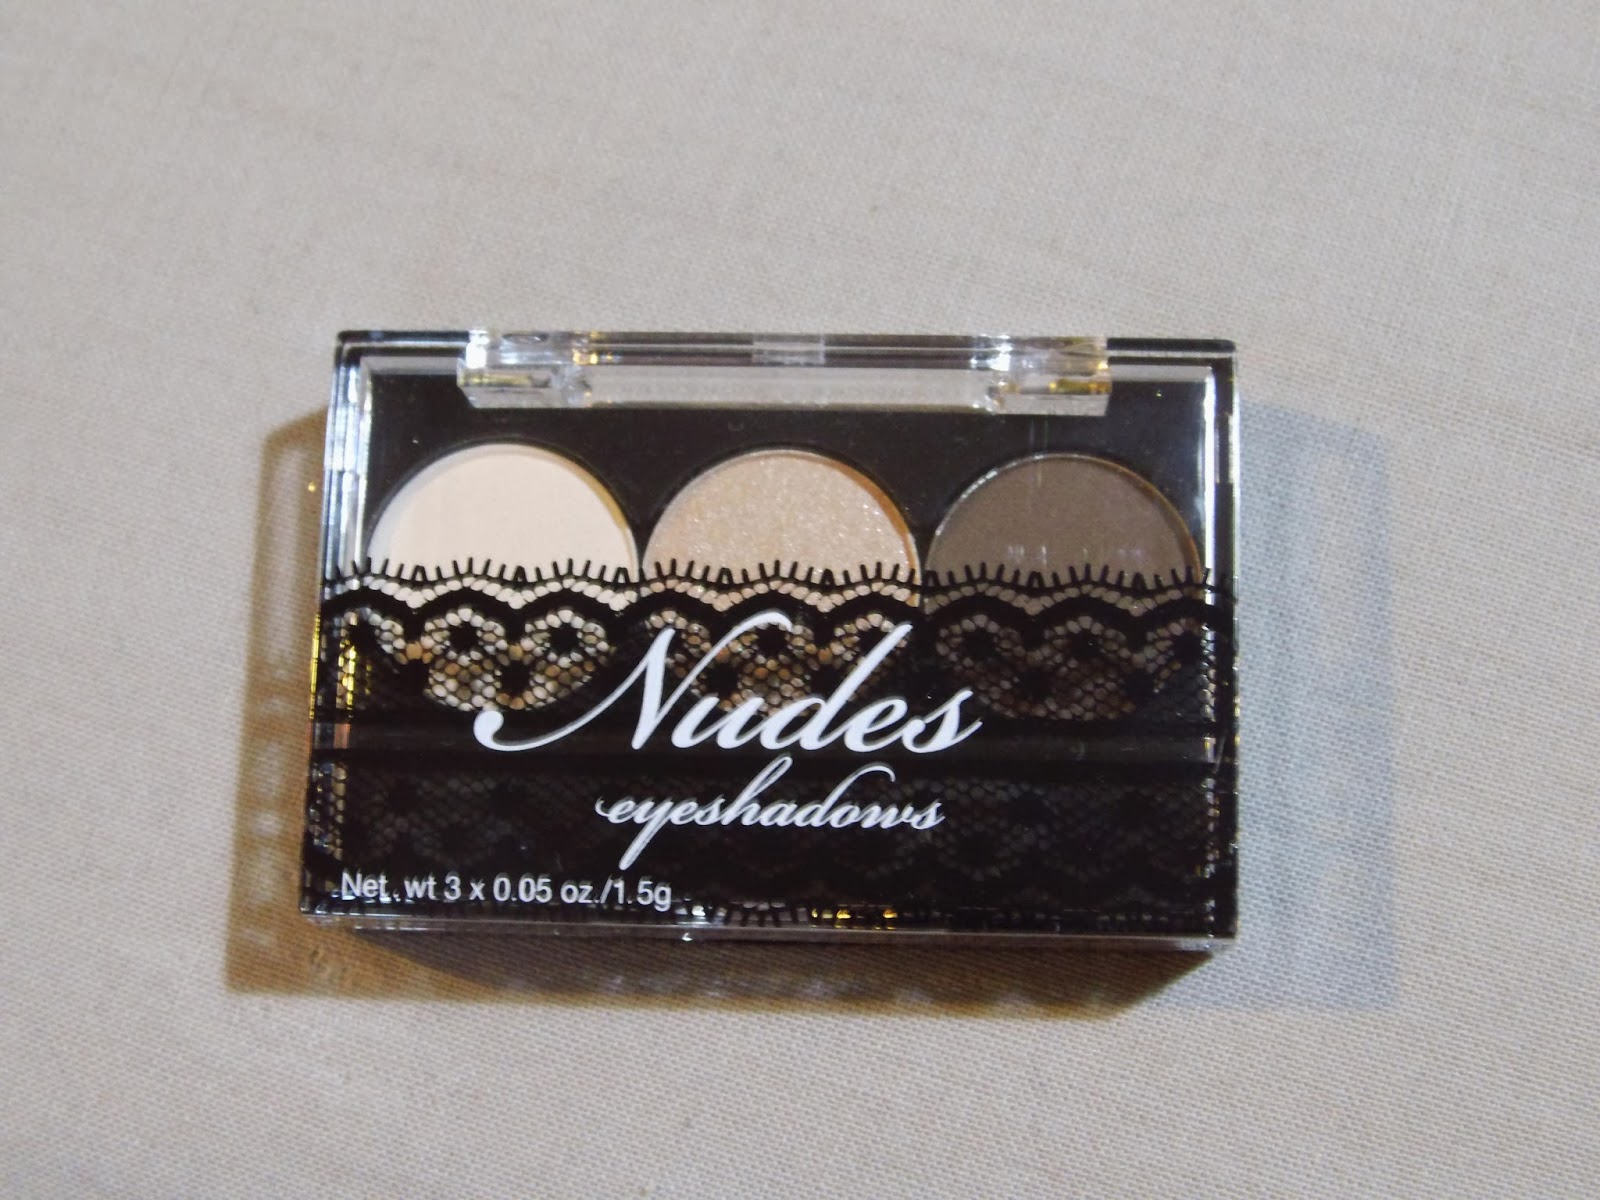 Nudes
eyeshadows
Net. wt 3 x 0.05 oz./1.5g